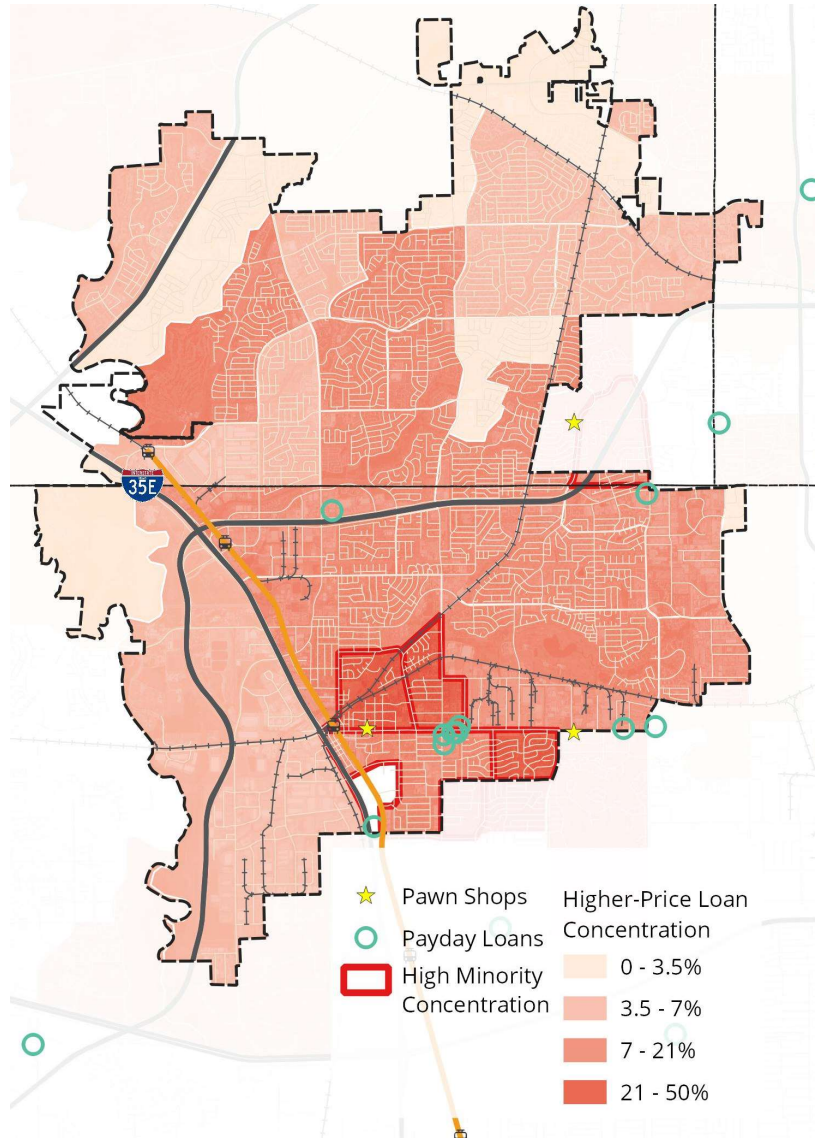 35E
Pawn Shops
Payday Loans
High Minority
Concentration
Higher-Price Loan
Concentration
0 - 3.5%
3.5 - 7%
7 - 21%
21 - 50%